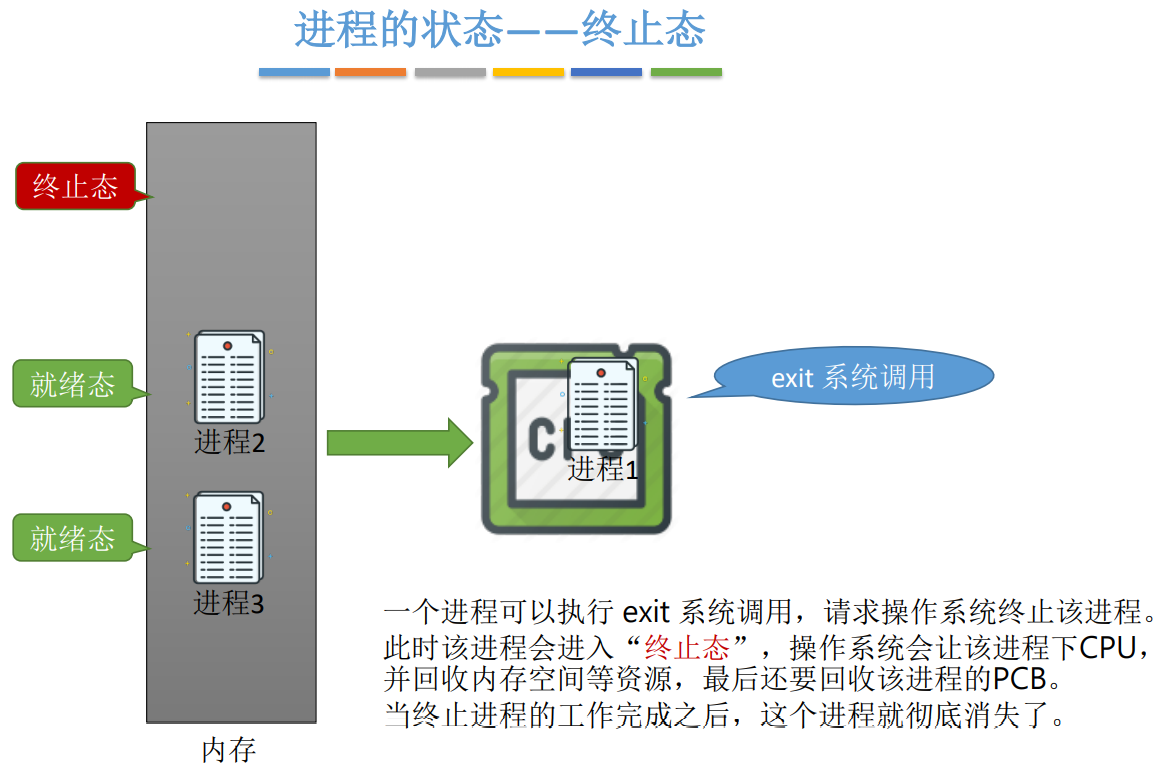 进程的状态——终止态
终止态
就绪态
进程2
就绪态
进程3
内存
进程1
exit 系统调用
一个进程可以执行 exit 系统调用，请求操作系统终止该进程。
此时该进程会进入“终止态”，操作系统会让该进程下CPU，
并回收内存空间等资源，最后还要回收该进程的PCB。
当终止进程的工作完成之后，这个进程就彻底消失了。